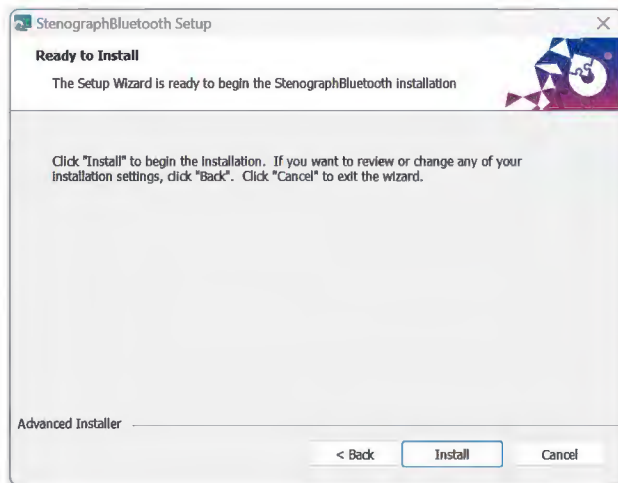 StenographBluetooth Setup
Ready to Install
The Setup Wizard is ready to begin the StenographBluetooth installation
Click "Install" to begin the installation. If you want to review or change any of your
installation settings, click "Back". Click "Cancel" to exit the wizard.
Advanced Installer
< Back Install Cancel